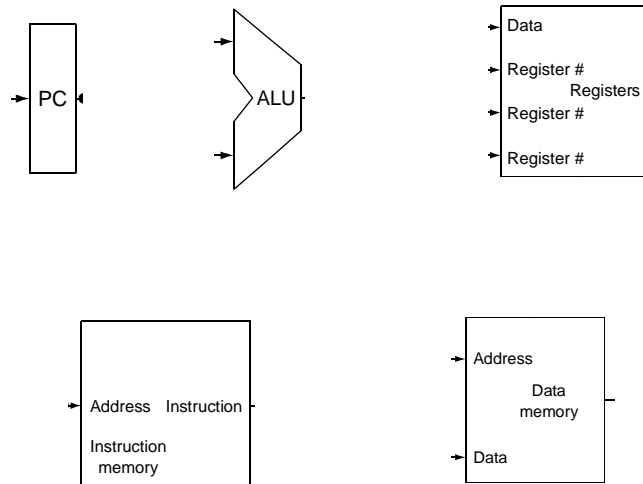 PC
ALU
Data
Register #
Registers
Register #
Register #
Address Instruction
Instruction
memory
Address
Data
memory
Data